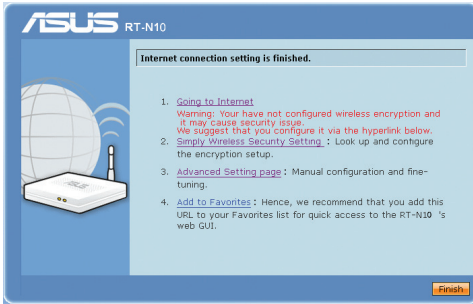 ASUS RT-N10
Internet connection setting is finished.
1. Going to Internet
Warning: Your have not configured wireless encryption and
it may cause security issue.
We suggest that you configure it via the hyperlink below.
2. Simply Wireless Security Setting : Look up and configure
the encryption setup.
3. Advanced Setting page : Manual configuration and fine-
tuning.
4. Add to Favorites : Hence, we recommend that you add this
URL to your Favorites list for quick access to the RT-N10 's
web GUI.
Finish